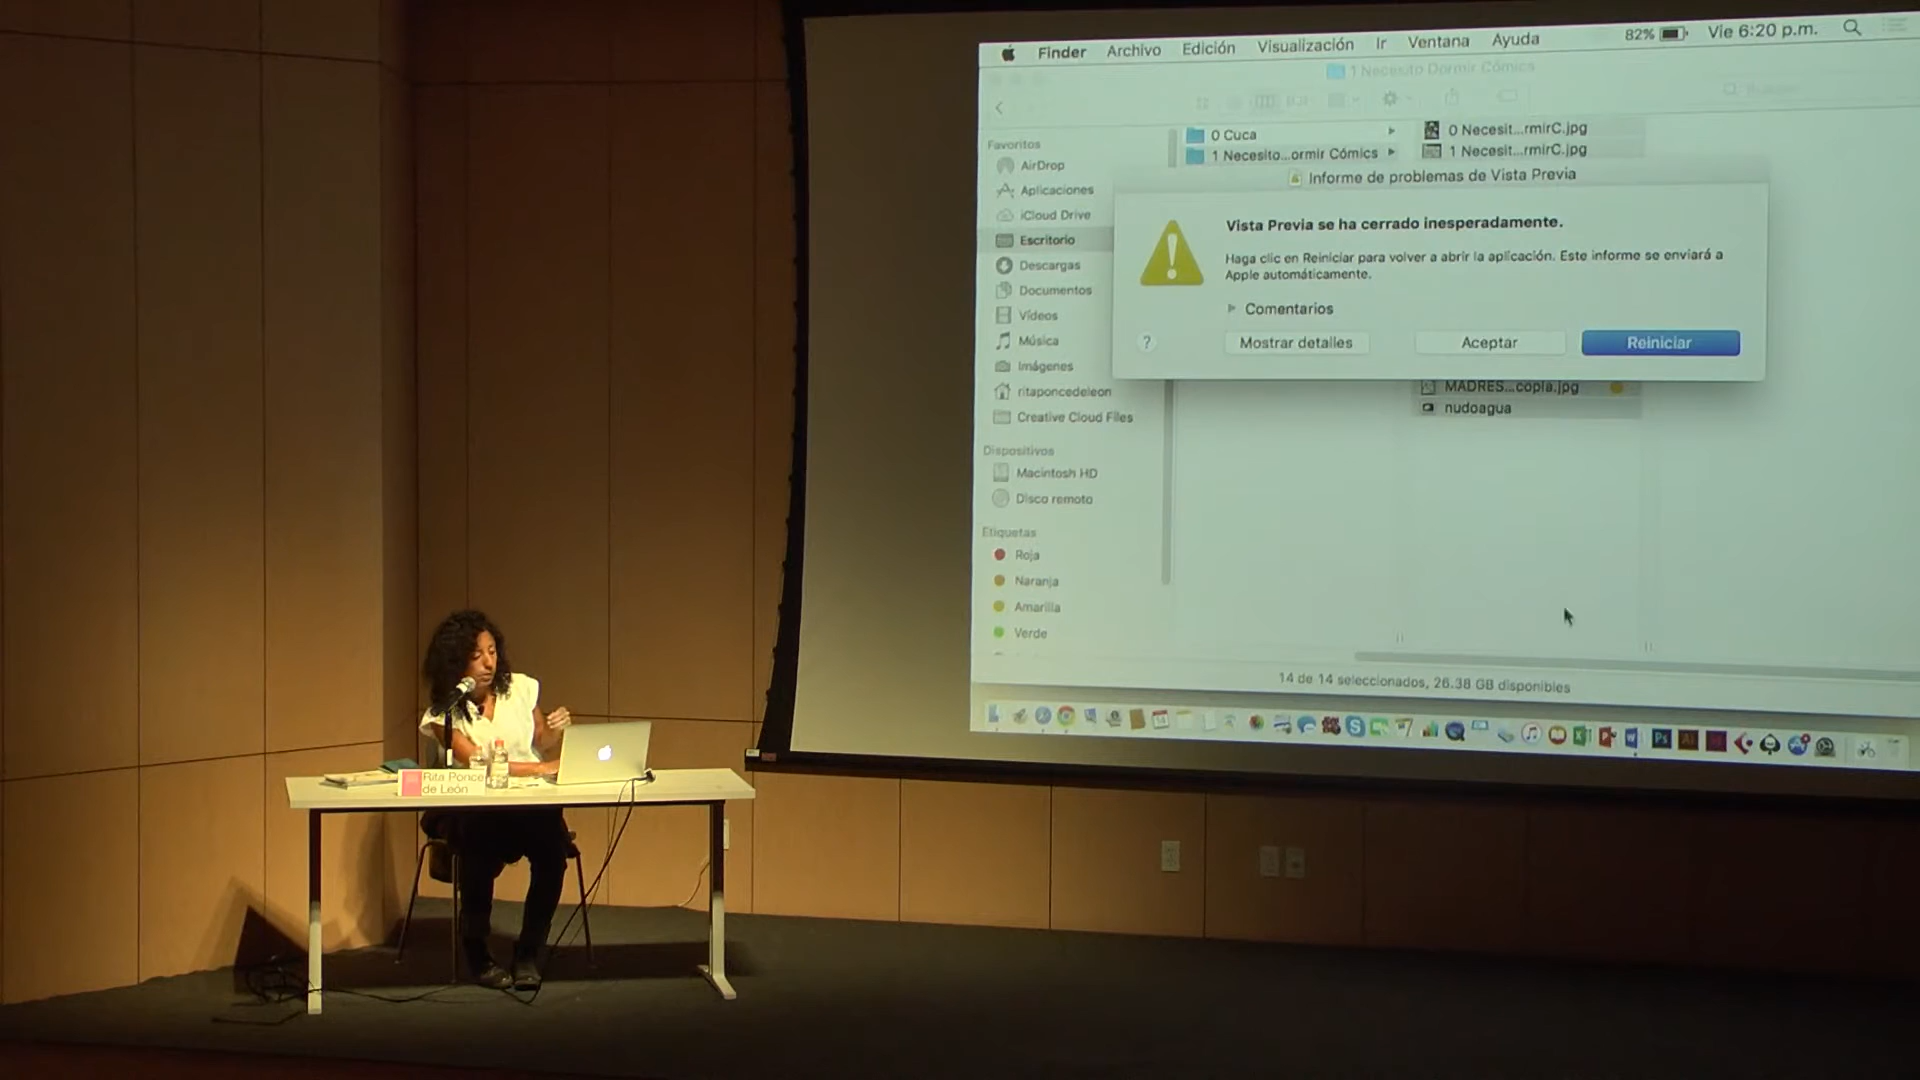 Finder Archivo Edición Visualización Ir Ventana Ayuda 82% Vie 6:20 p.m.
1 Necesito Dormir Cómics
Favoritos
AirDrop
Aplicaciones
iCloud Drive
Escritorio
Descargas
Documentos
Vídeos
Música
Imágenes
ritaponcedeleon
Creative Cloud Files
Dispositivos
Macintosh HD
Disco remoto
Etiquetas
Roja
Naranja
Amarilla
Verde
0 Cuca
1 Necesito...ormir Cómics
0 Necesit...rmirC.jpg
1 Necesit...rmirC.jpg
Informe de problemas de Vista Previa
Vista Previa se ha cerrado inesperadamente.
Haga clic en Reiniciar para volver a abrir la aplicación. Este informe se enviará a
Apple automáticamente.
Comentarios
? Mostrar detalles Aceptar Reiniciar
MADRES...copia.jpg
nudoagua
14 de 14 seleccionados, 26.38 GB disponibles
Rita Ponce
de León